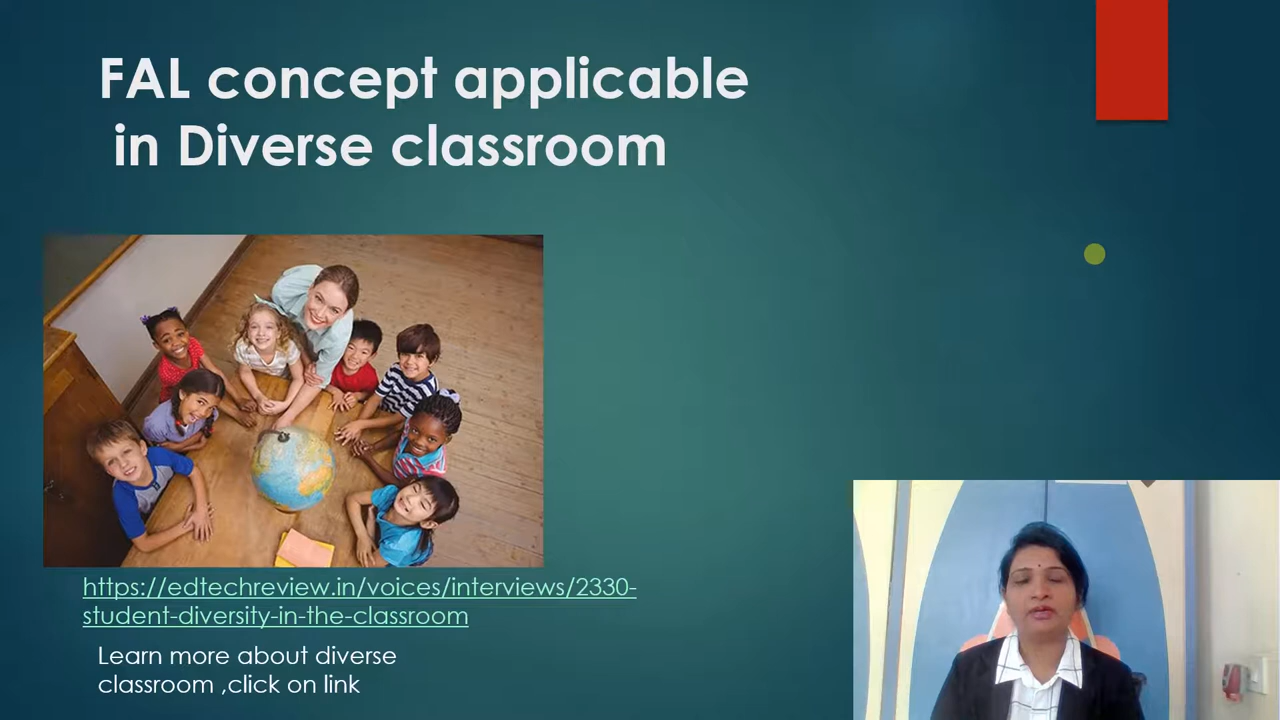 FAL concept applicable
in Diverse classroom
https://edtechreview.in/voices/interviews/2330-
student-diversity-in-the-classroom
Learn more about diverse
classroom ,click on link